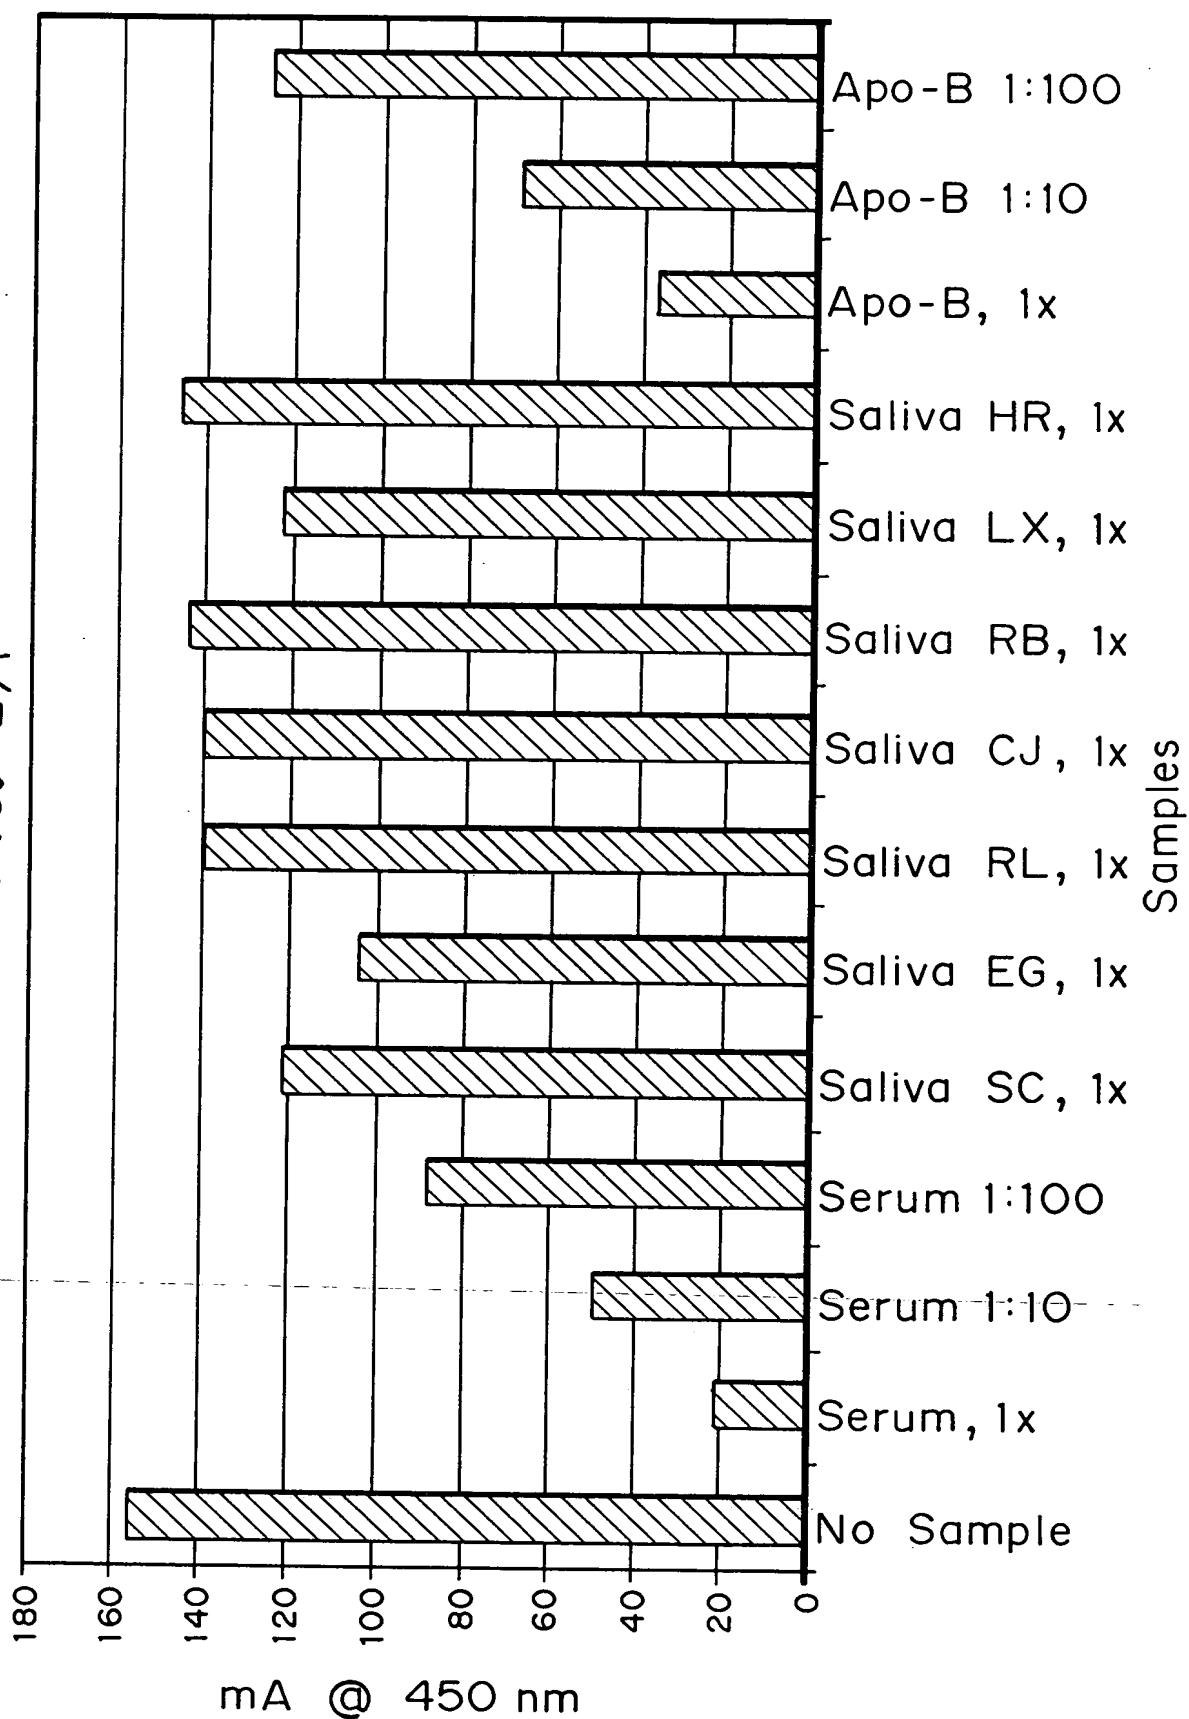 Apo-B 1:100
Apo-B 1:10
Apo-B, 1x
Saliva HR, 1x
Saliva LX, 1x
Saliva RB, 1x
Saliva CJ, 1x
Saliva RL, 1x
Saliva EG, 1x
Saliva SC, 1x
Serum 1:100
Serum 1:10
Serum, 1x
No Sample
Samples
180 160 140 120 100 80 60 40 20 0
mA @ 450 nm